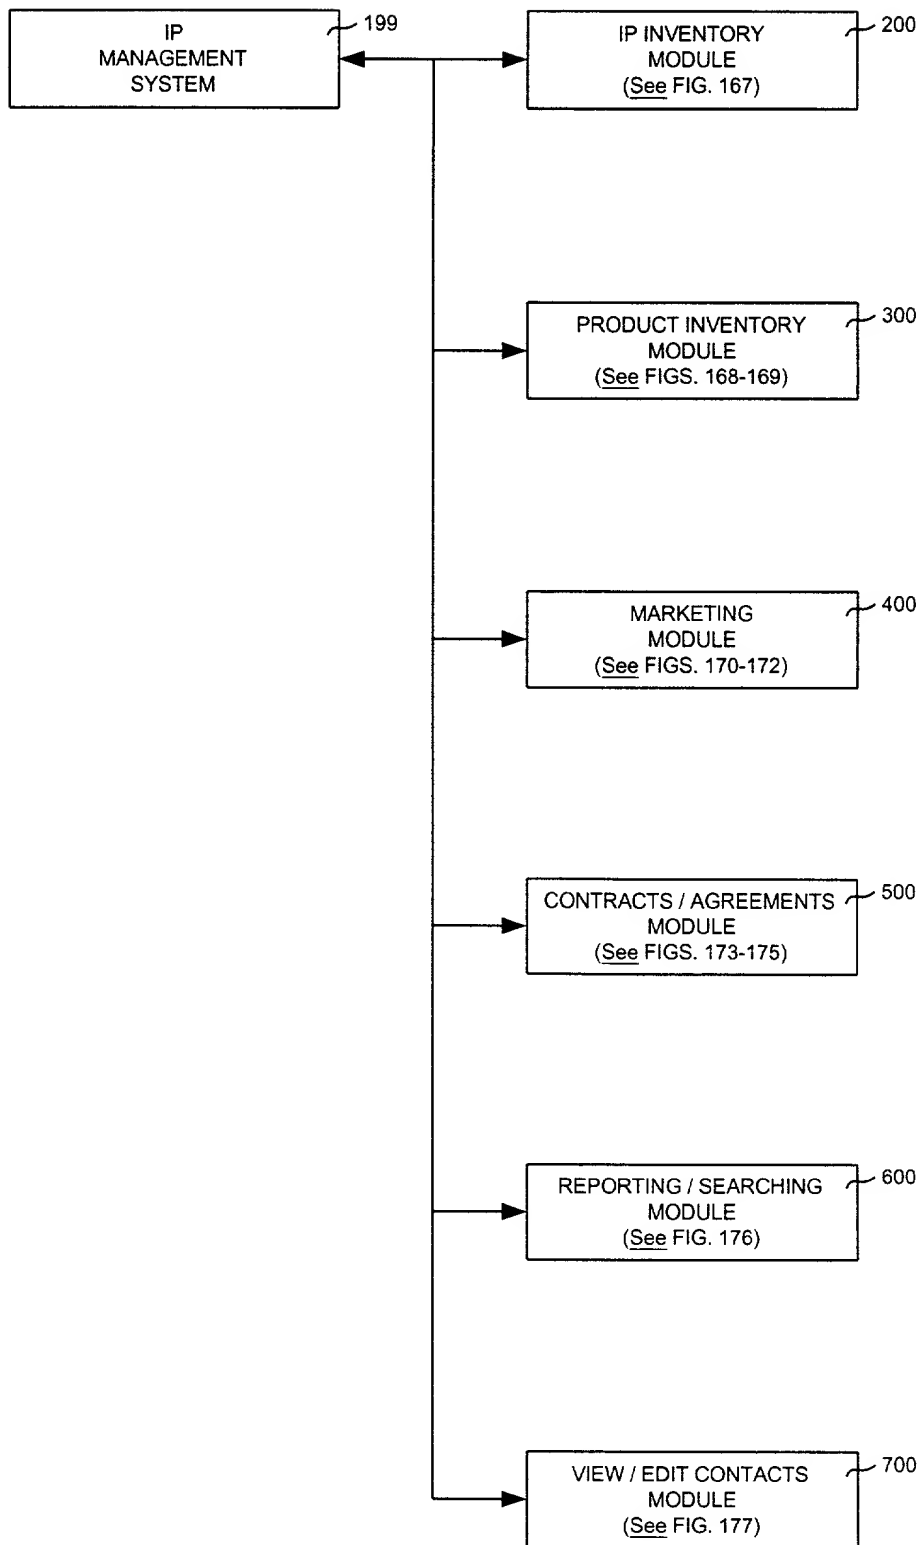 IP
MANAGEMENT
SYSTEM
199
IP INVENTORY
MODULE
(See FIG. 167)
200
PRODUCT INVENTORY
MODULE
(See FIGS. 168-169)
300
MARKETING
MODULE
(See FIGS. 170-172)
400
CONTRACTS / AGREEMENTS
MODULE
(See FIGS. 173-175)
500
REPORTING / SEARCHING
MODULE
(See FIG. 176)
600
VIEW / EDIT CONTACTS
MODULE
(See FIG. 177)
700